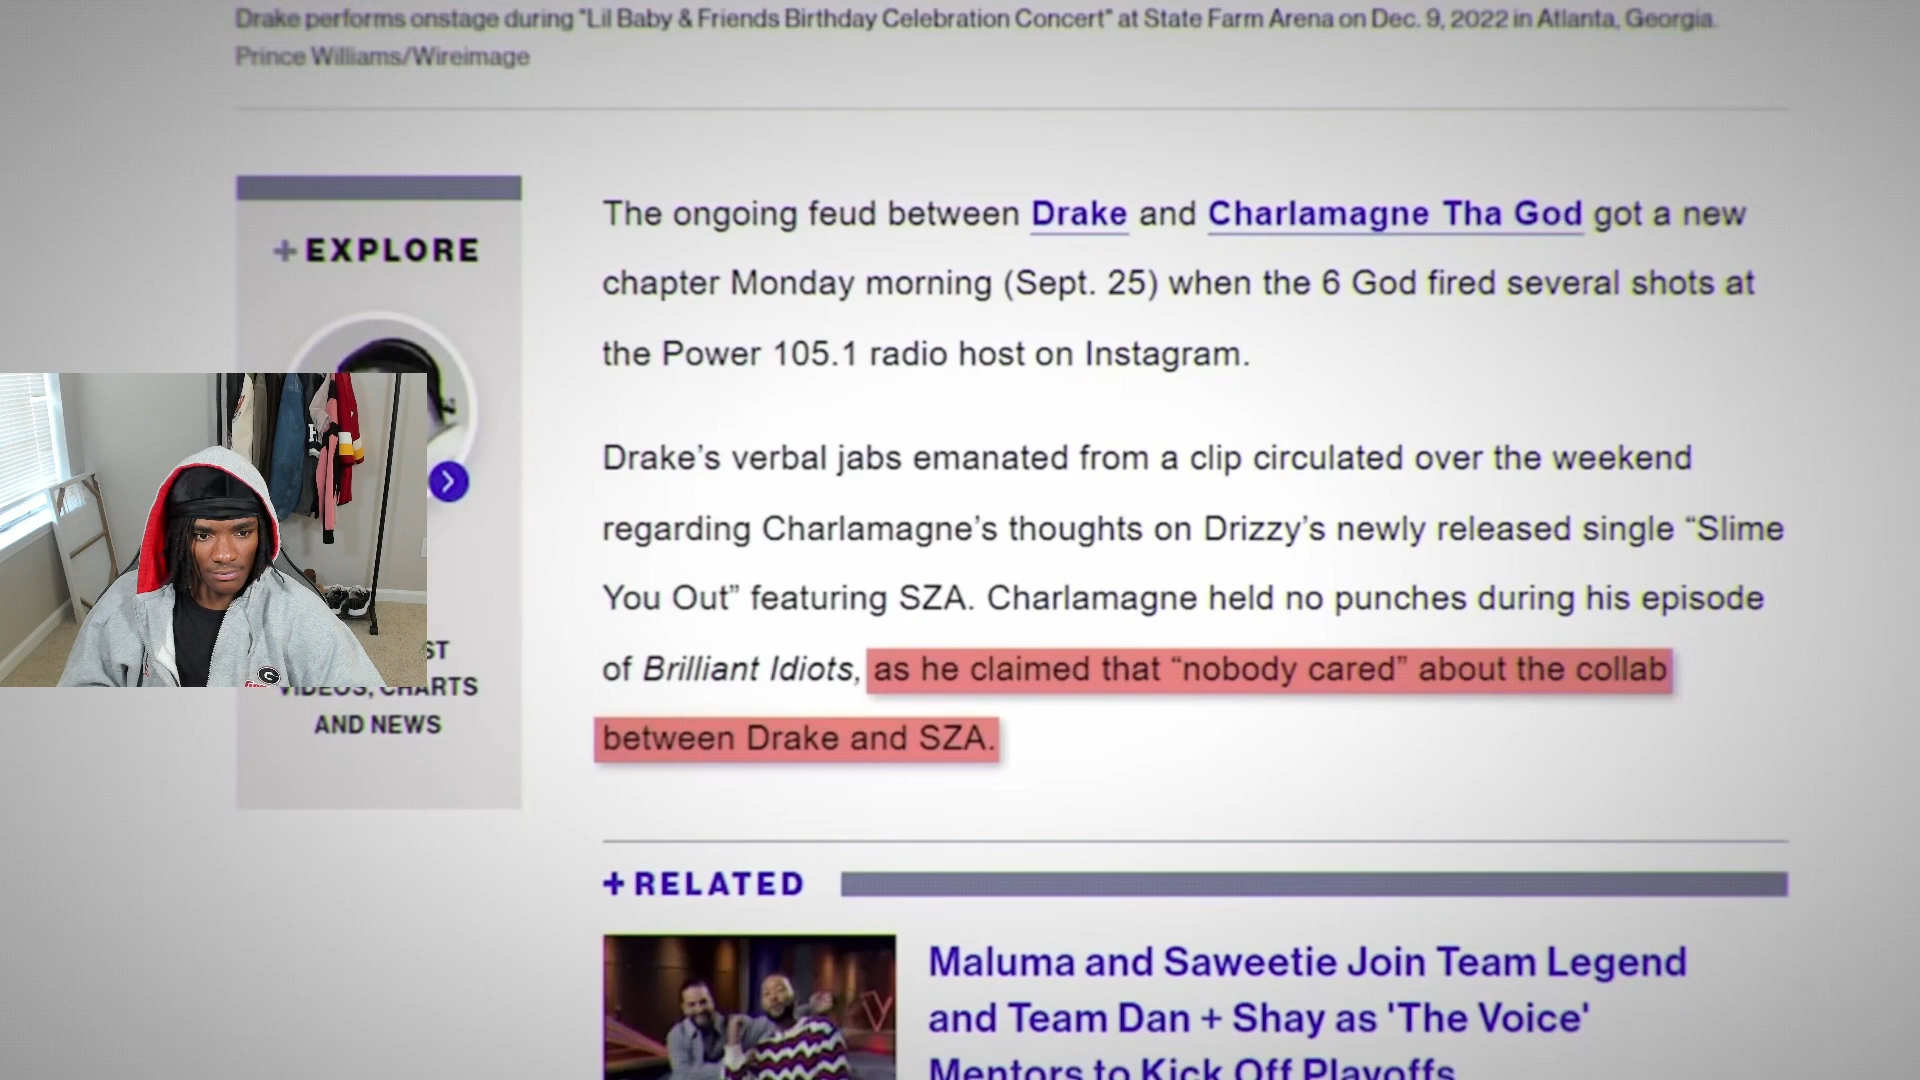 Drake performs onstage during "Lil Baby & Friends Birthday Celebration Concert" at State Farm Arena on Dec. 9, 2022 in Atlanta, Georgia.
Prince Williams/Wireimage
+EXPLORE
ST
VIDEOS, CHARTS
AND NEWS
The ongoing feud between Drake and Charlamagne Tha God got a new
chapter Monday morning (Sept. 25) when the 6 God fired several shots at
the Power 105.1 radio host on Instagram.
Drake’s verbal jabs emanated from a clip circulated over the weekend
regarding Charlamagne’s thoughts on Drizzy’s newly released single “Slime
You Out” featuring SZA. Charlamagne held no punches during his episode
of Brilliant Idiots, as he claimed that “nobody cared” about the collab
between Drake and SZA.
+RELATED
Maluma and Saweetie Join Team Legend
and Team Dan + Shay as 'The Voice'
Mentors to Kick Off Playoffs
G